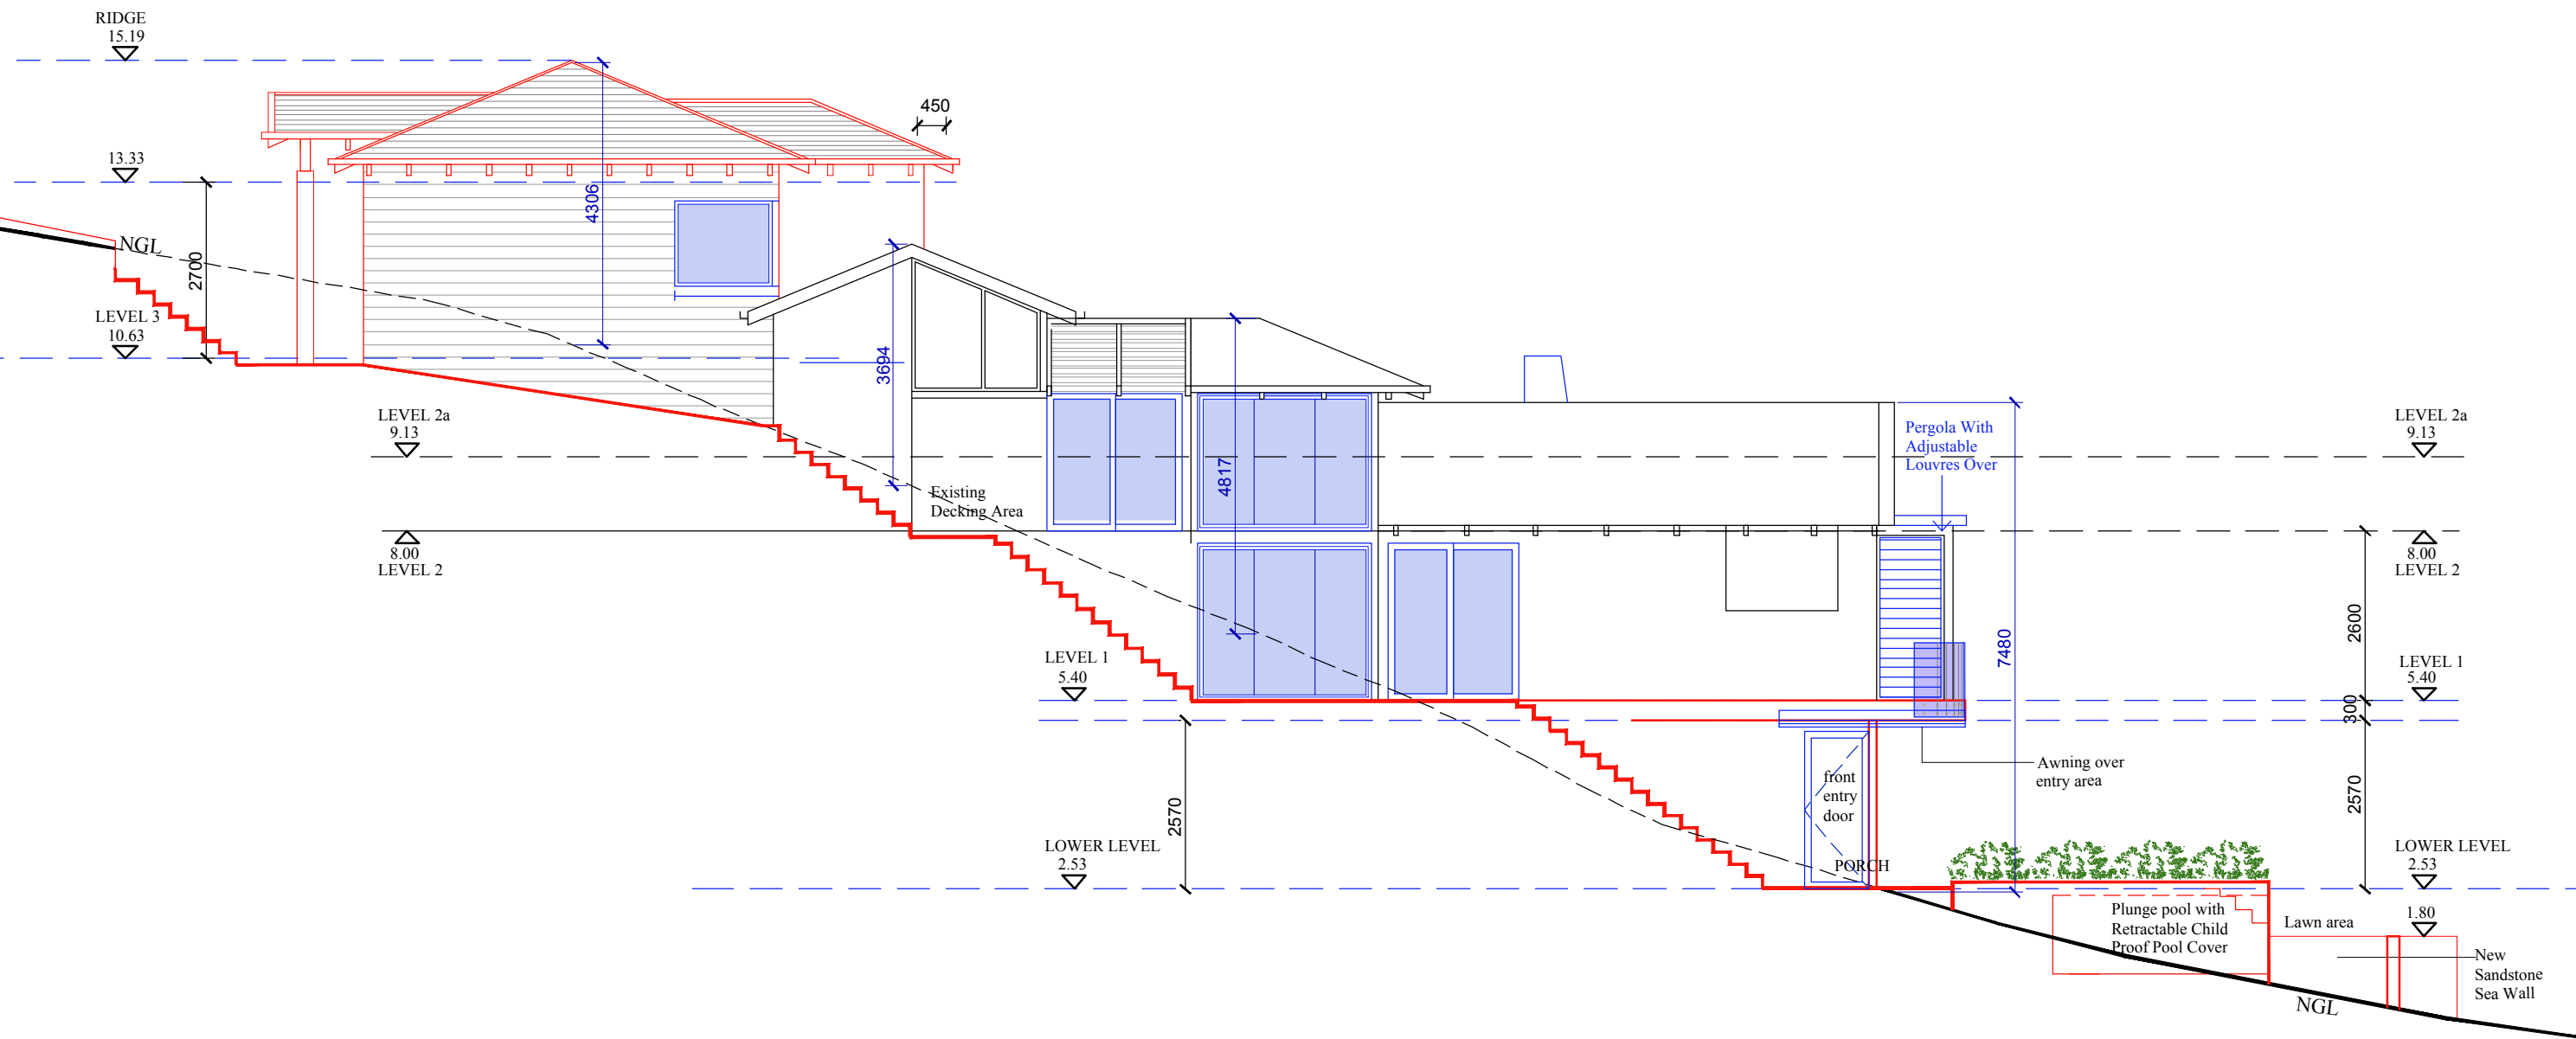 RIDGE
15.19
450
13.33
4306
NGL
2700
LEVEL 3
10.63
3694
LEVEL 2a
9.13
LEVEL 2a
9.13
Pergola With
Adjustable
Louvres Over
4817
Existing
Decking Area
8.00
LEVEL 2
8.00
LEVEL 2
2600
7480
LEVEL 1
5.40
LEVEL 1
5.40
300
Awning over
entry area
front
entry
door
2570
2570
LOWER LEVEL
2.53
PORCH
LOWER LEVEL
2.53
Plunge pool with
Retractable Child
Proof Pool Cover
Lawn area
1.80
New
Sandstone
Sea Wall
NGL